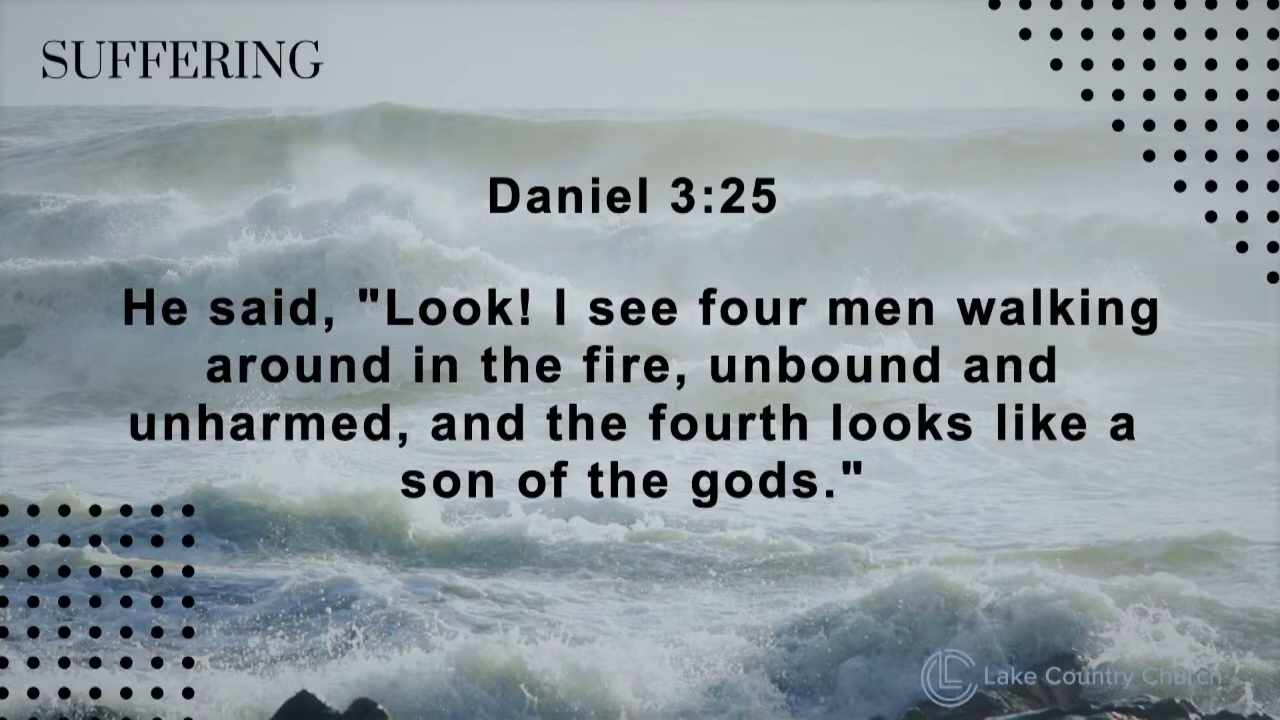 SUFFERING
Daniel 3:25
He said, "Look! I see four men walking
around in the fire, unbound and
unharmed, and the fourth looks like a
son of the gods."
LC Lake Country Church